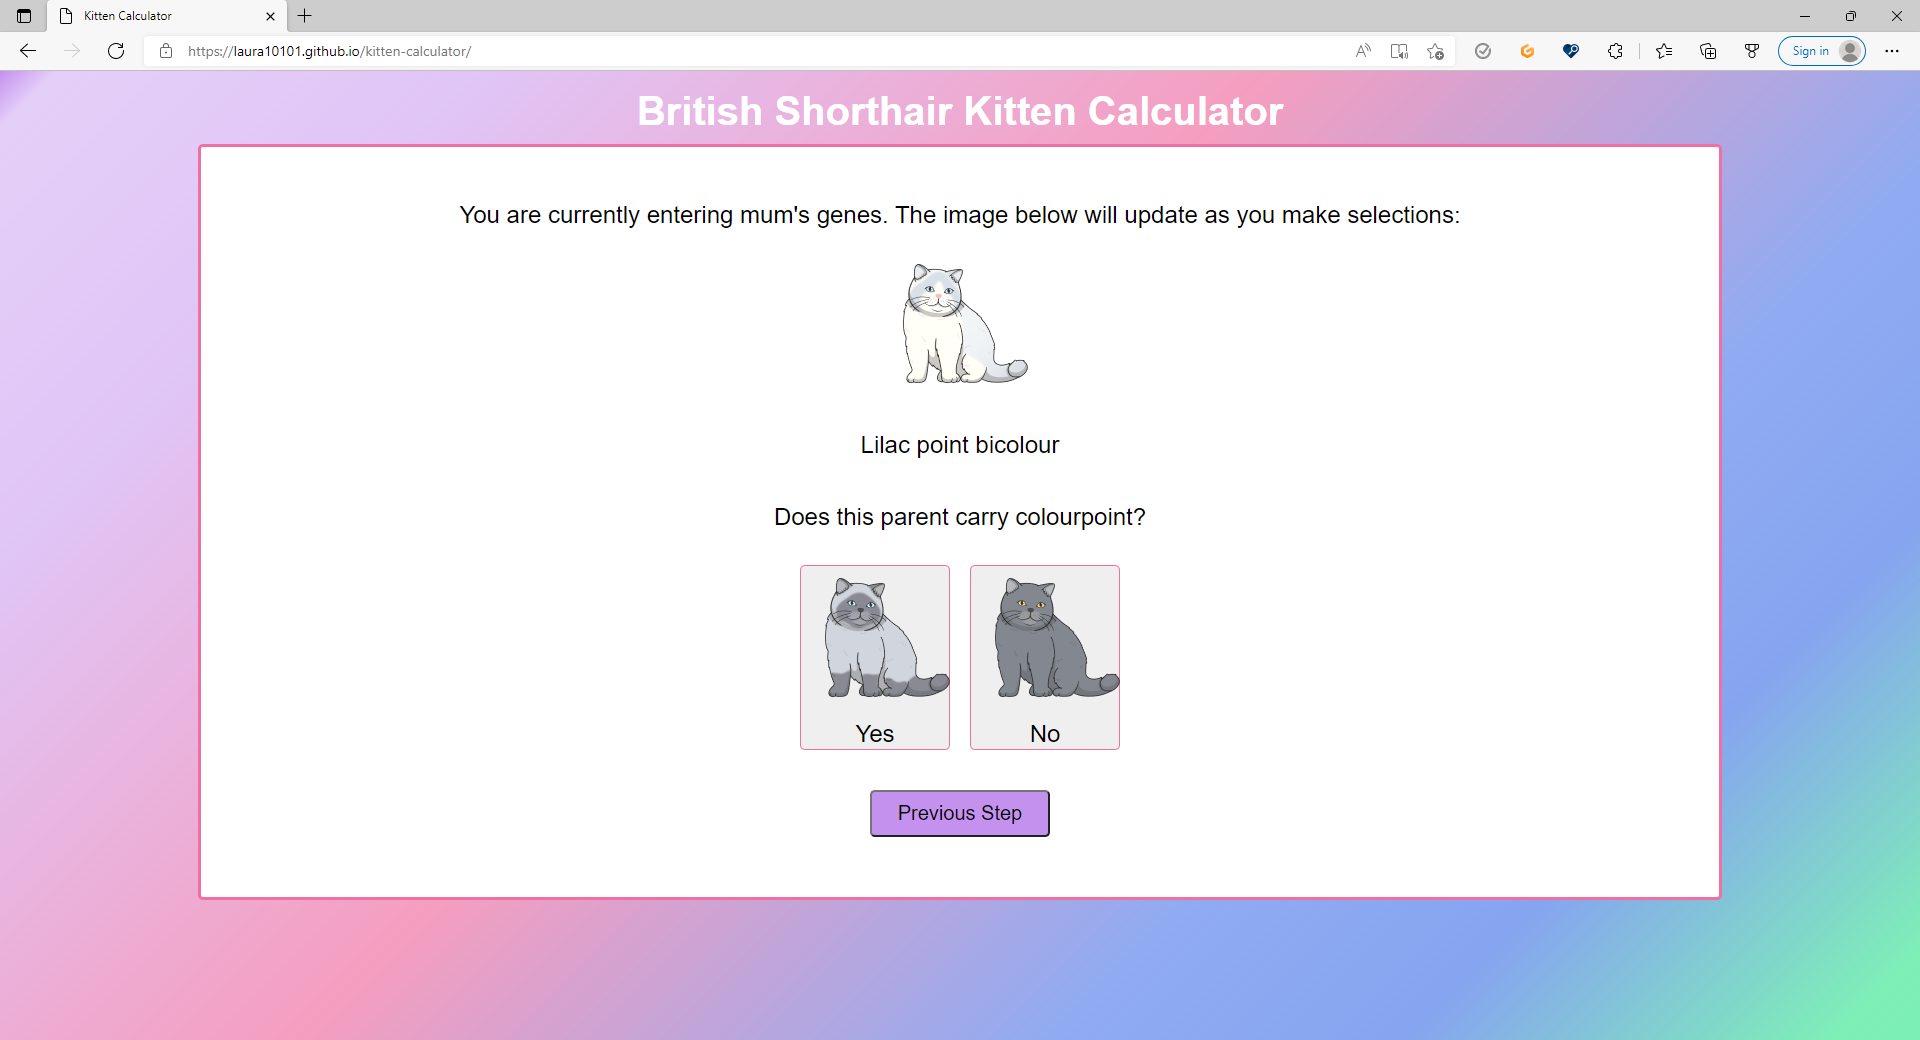 Kitten Calculator
https://laura10101.github.io/kitten-calculator/
Sign in
British Shorthair Kitten Calculator
You are currently entering mum's genes. The image below will update as you make selections:
Lilac point bicolour
Does this parent carry colourpoint?
Yes No
Previous Step